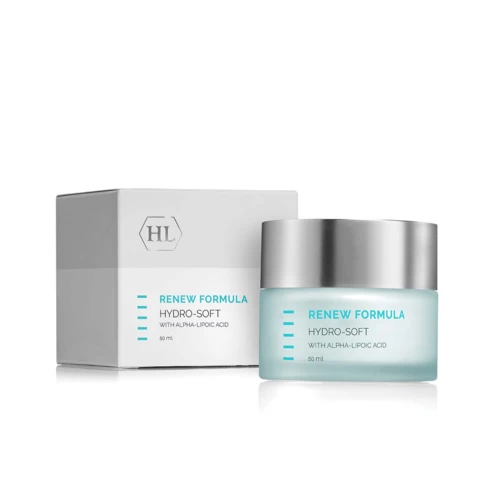 HL
RENEW FORMULA
HYDRO-SOFT
WITH ALPHA-LIPOIC ACID
50 ml
RENEW FORMULA
HYDRO-SOFT
WITH ALPHA-LIPOIC ACID
50 ml